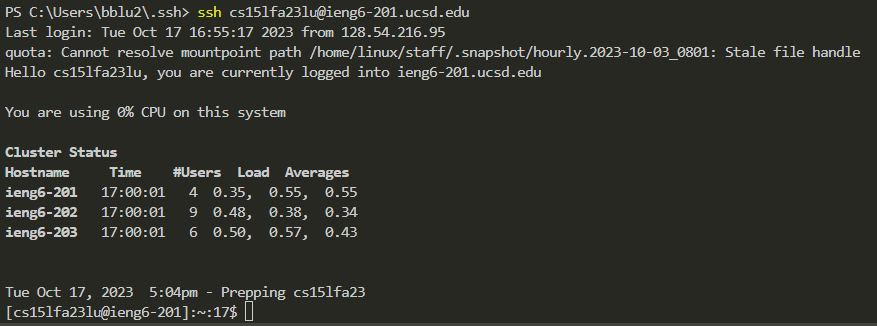 PS C:\Users\bblu2\.ssh> ssh cs15lfa23lu@ieng6-201.ucsd.edu
Last login: Tue Oct 17 16:55:17 2023 from 128.54.216.95
quota: Cannot resolve mountpoint path /home/linux/staff/.snapshot/hourly.2023-10-03_0801: Stale file handle
Hello cs15lfa23lu, you are currently logged into ieng6-201.ucsd.edu
You are using 0% CPU on this system
Cluster Status
Hostname     Time    #Users  Load  Averages
ieng6-201   17:00:01   4  0.35,  0.55,  0.55
ieng6-202   17:00:01   9  0.48,  0.38,  0.34
ieng6-203   17:00:01   6  0.50,  0.57,  0.43
Tue Oct 17, 2023  5:04pm - Prepping cs15lfa23
[cs15lfa23lu@ieng6-201]:~:17$